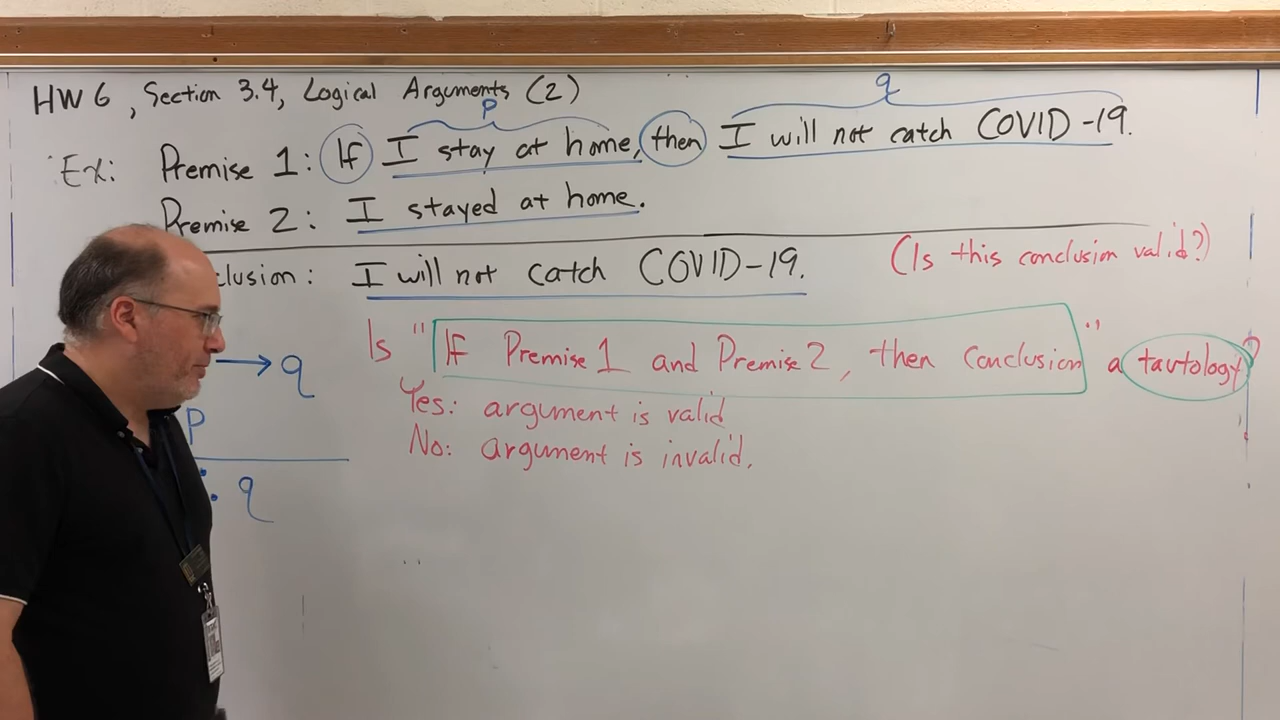 HW 6, Section 3.4, Logical Arguments (2)
p q
Ex: Premise 1: If I stay at home, then I will not catch COVID-19.
Premise 2: I stayed at home.
clusion: I will not catch COVID-19. (Is this conclusion valid?)
Is "If Premise 1 and Premise 2, then Conclusion" a tautology?
→ q
Yes: argument is valid
P
No: argument is invalid.
∴ q